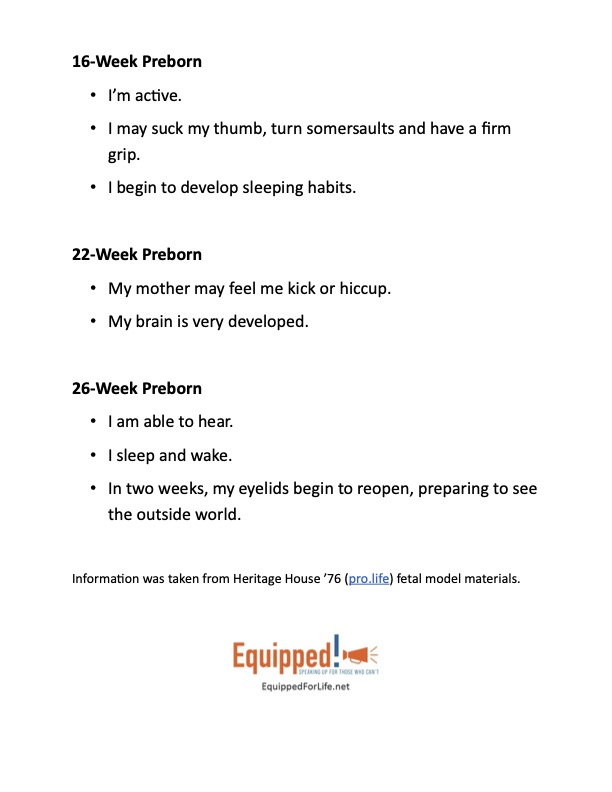 16-Week Preborn
• I’m active.
• I may suck my thumb, turn somersaults and have a firm
grip.
• I begin to develop sleeping habits.
22-Week Preborn
• My mother may feel me kick or hiccup.
• My brain is very developed.
26-Week Preborn
• I am able to hear.
• I sleep and wake.
• In two weeks, my eyelids begin to reopen, preparing to see
the outside world.
Information was taken from Heritage House ’76 (pro.life) fetal model materials.
Equipped!
SPEAKING UP FOR THOSE WHO CAN'T
EquippedForLife.net